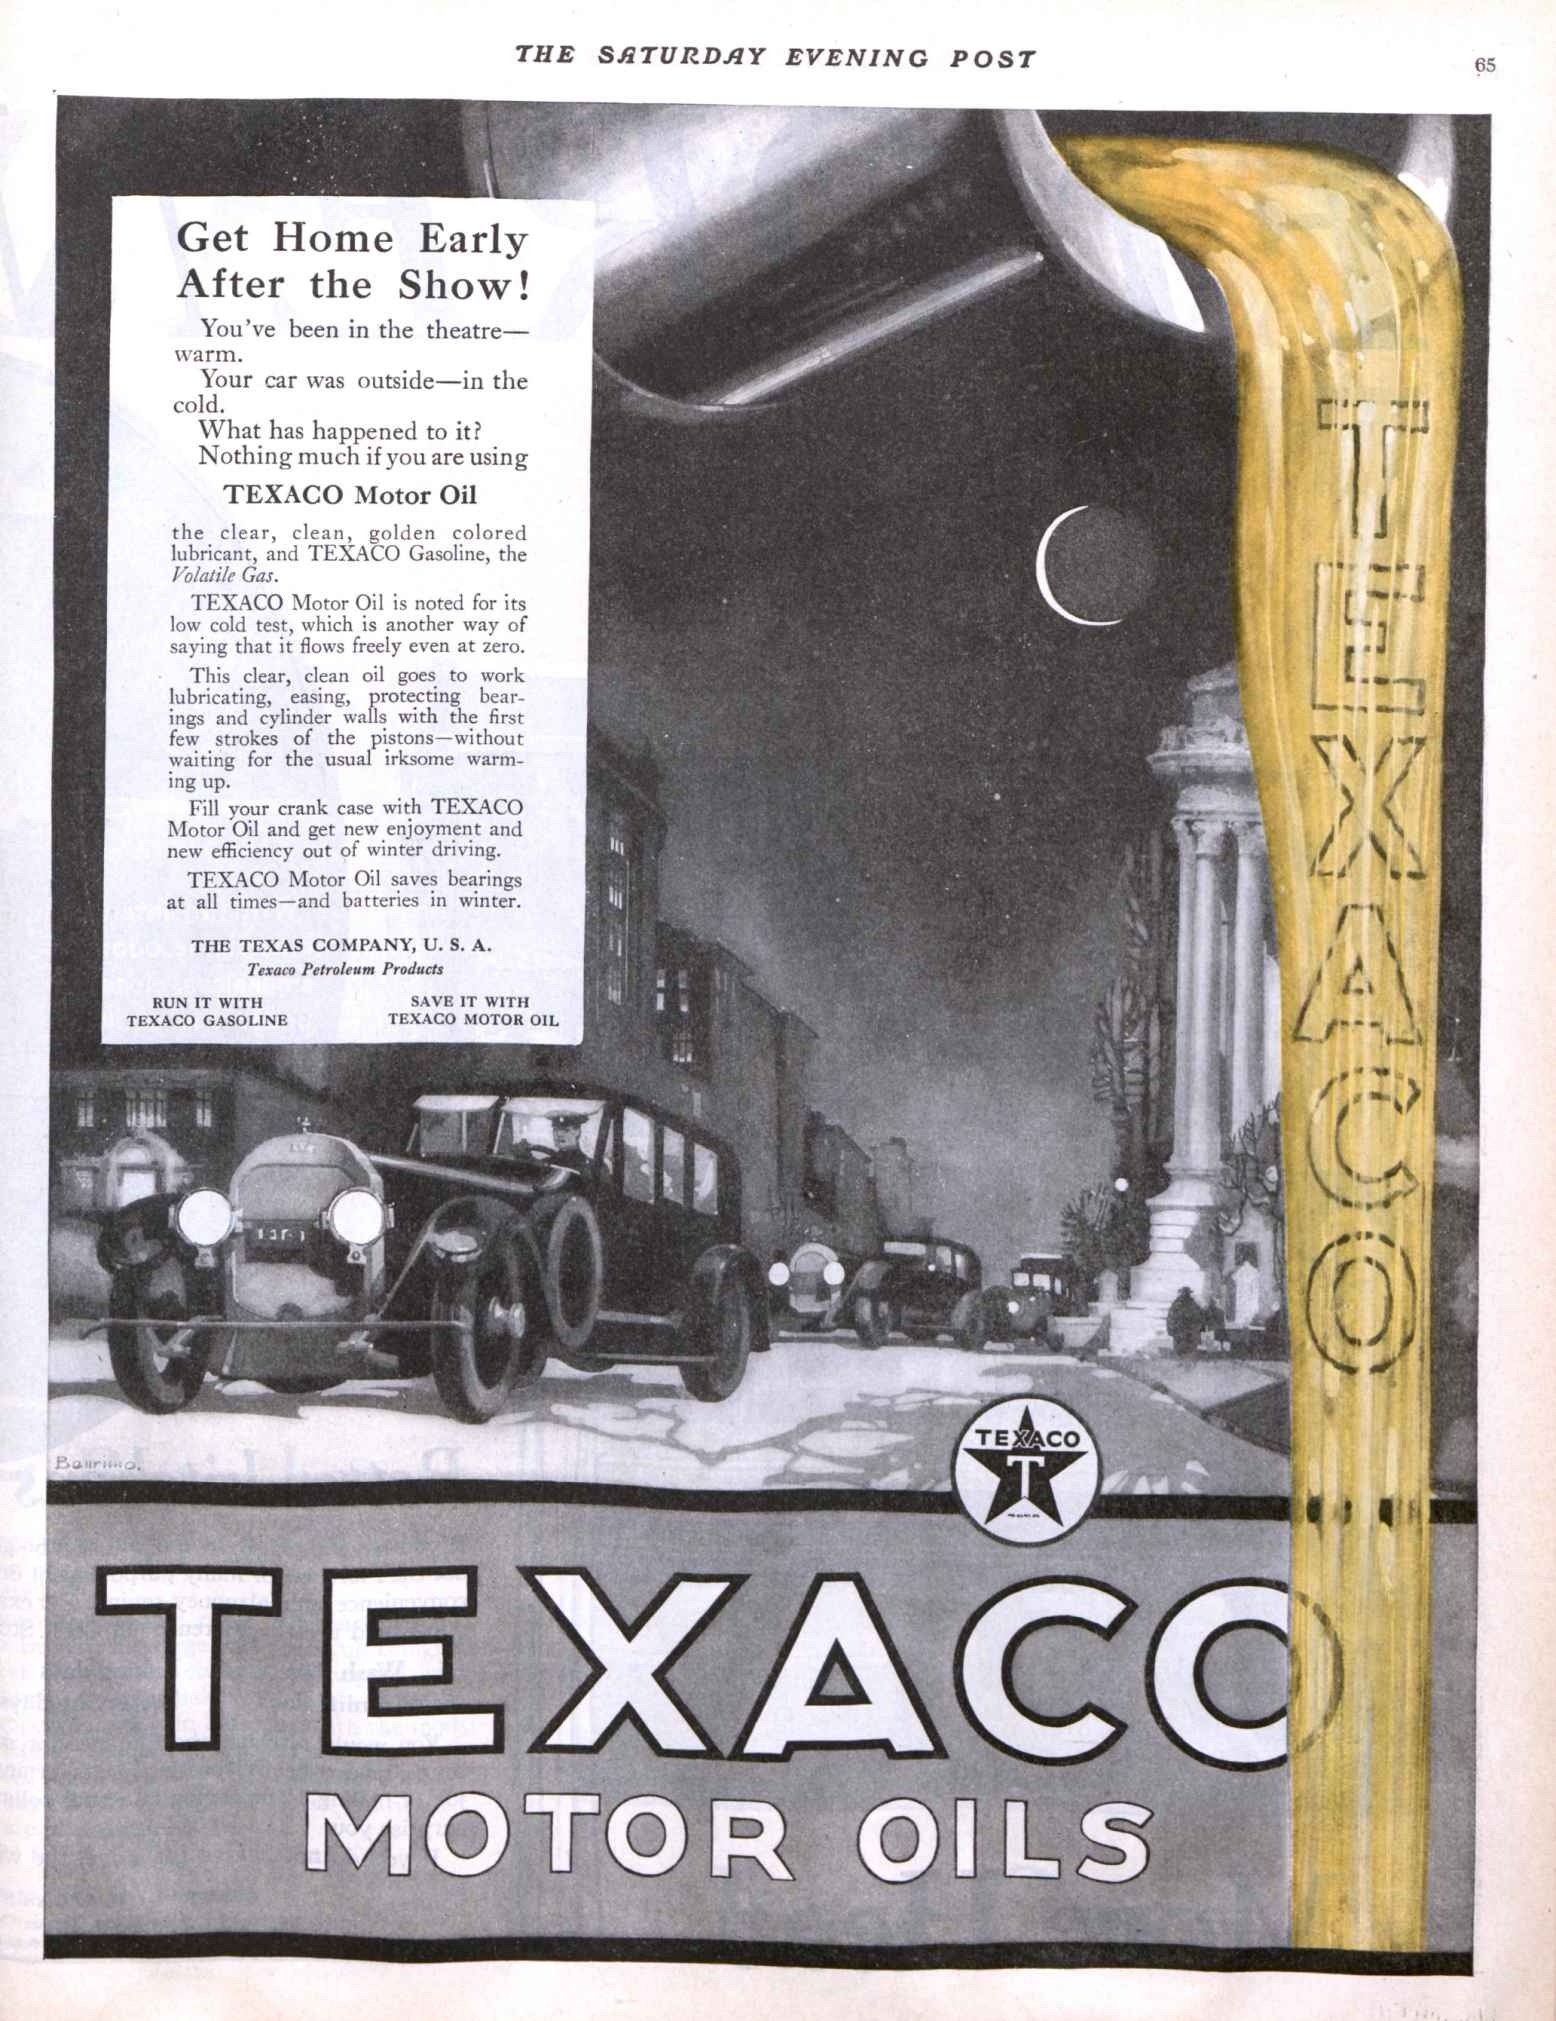 THE SATURDAY EVENING POST
65
Get Home Early
After the Show!
You've been in the theatre—
warm.
Your car was outside—in the
cold.
What has happened to it?
Nothing much if you are using
TEXACO Motor Oil
the clear, clean, golden colored
lubricant, and TEXACO Gasoline, the
Volatile Gas.
TEXACO Motor Oil is noted for its
low cold test, which is another way of
saying that it flows freely even at zero.
This clear, clean oil goes to work
lubricating, easing, protecting bear-
ings and cylinder walls with the first
few strokes of the pistons—without
waiting for the usual irksome warm-
ing up.
Fill your crank case with TEXACO
Motor Oil and get new enjoyment and
new efficiency out of winter driving.
TEXACO Motor Oil saves bearings
at all times—and batteries in winter.
THE TEXAS COMPANY, U. S. A.
Texaco Petroleum Products
RUN IT WITH
TEXACO GASOLINE
SAVE IT WITH
TEXACO MOTOR OIL
TEXACO
TEXACO
T
TEXACO
MOTOR OILS